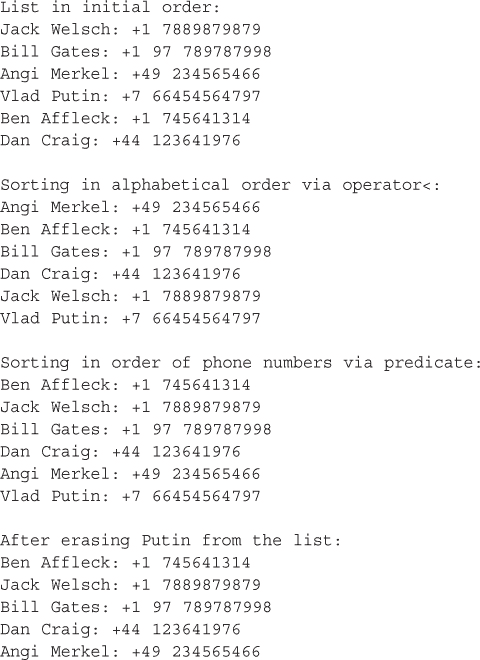 List in initial order:
Jack Welsch: +1 7889879879
Bill Gates: +1 97 789787998
Angi Merkel: +49 234565466
Vlad Putin: +7 66454564797
Ben Affleck: +1 745641314
Dan Craig: +44 123641976
Sorting in alphabetical order via operator<:
Angi Merkel: +49 234565466
Ben Affleck: +1 745641314
Bill Gates: +1 97 789787998
Dan Craig: +44 123641976
Jack Welsch: +1 7889879879
Vlad Putin: +7 66454564797
Sorting in order of phone numbers via predicate:
Ben Affleck: +1 745641314
Jack Welsch: +1 7889879879
Bill Gates: +1 97 789787998
Dan Craig: +44 123641976
Angi Merkel: +49 234565466
Vlad Putin: +7 66454564797
After erasing Putin from the list:
Ben Affleck: +1 745641314
Jack Welsch: +1 7889879879
Bill Gates: +1 97 789787998
Dan Craig: +44 123641976
Angi Merkel: +49 234565466